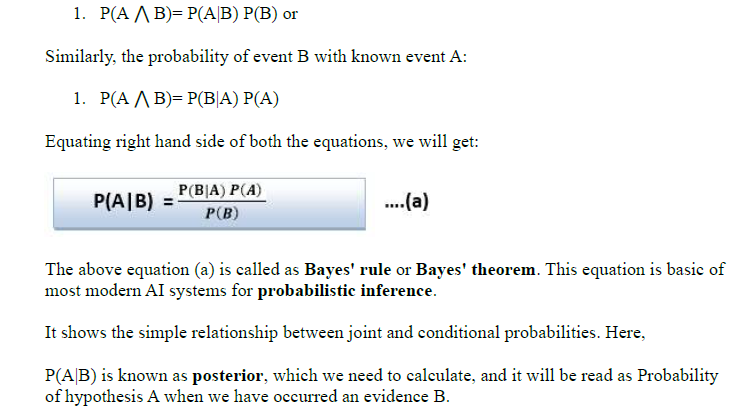 1. P(A ⋀ B)= P(A|B) P(B) or
Similarly, the probability of event B with known event A:
1. P(A ⋀ B)= P(B|A) P(A)
Equating right hand side of both the equations, we will get:
P(A|B) = P(B|A) P(A) / P(B) ....(a)
The above equation (a) is called as Bayes' rule or Bayes' theorem. This equation is basic of
most modern AI systems for probabilistic inference.
It shows the simple relationship between joint and conditional probabilities. Here,
P(A|B) is known as posterior, which we need to calculate, and it will be read as Probability
of hypothesis A when we have occurred an evidence B.